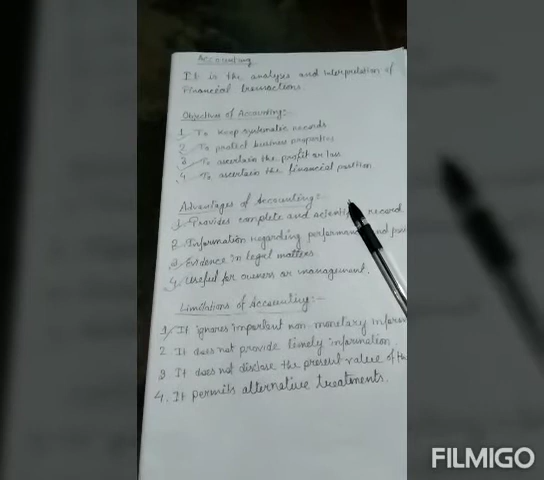 Accounting
It is the analysis and interpretation of
Financial transactions.
Objective of Accounting:-
1. To keep systematic records
2. To protect business properties
3. To ascertain the profit or loss
4. To ascertain the financial position
Advantages of Accounting:-
1. Provides complete and record
2. Information regarding and
3. Evidence in legal matters
4. Useful for owners or management.
Limitations of Accounting:-
1. It ignores important non-monetary
2. It does not provide timely information.
3. It does not disclose the present value of
4. It permits alternative treatments.
FILMIGO